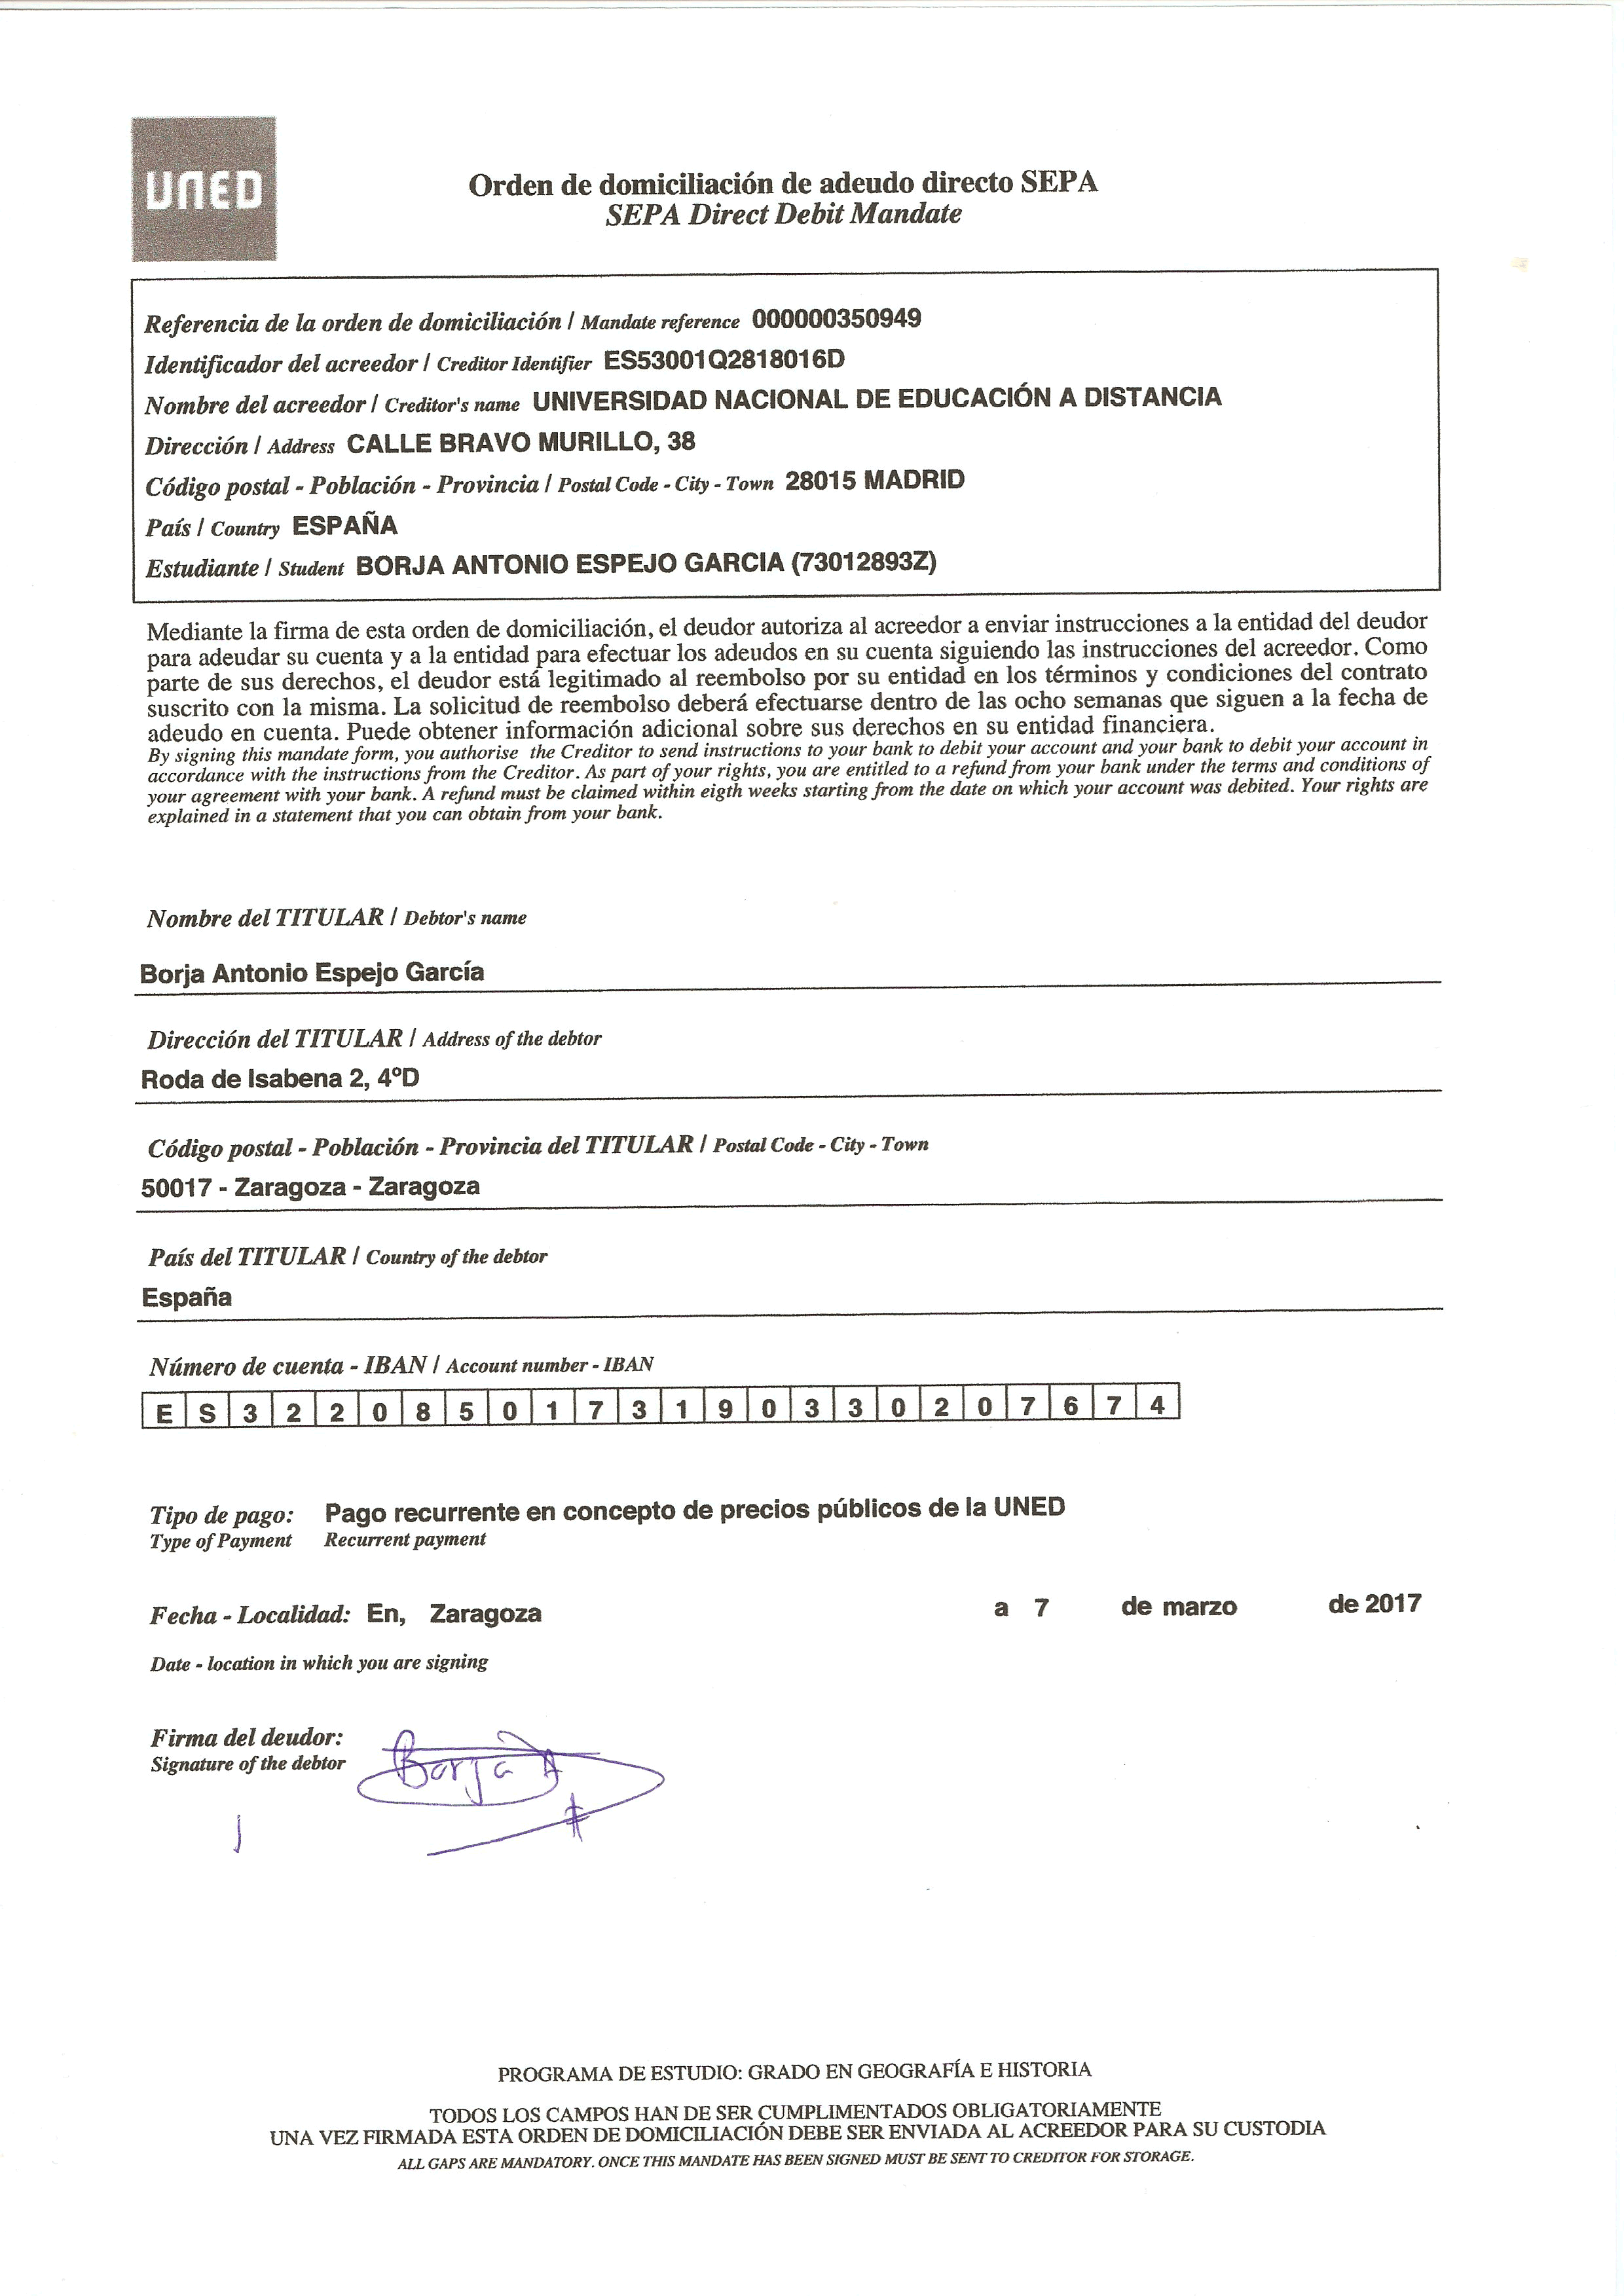 UNED
Orden de domiciliación de adeudo directo SEPA
SEPA Direct Debit Mandate
Referencia de la orden de domiciliación / Mandate reference 000000350949
Identificador del acreedor / Creditor Identifier ES53001Q2818016D
Nombre del acreedor / Creditor's name UNIVERSIDAD NACIONAL DE EDUCACIÓN A DISTANCIA
Dirección / Address CALLE BRAVO MURILLO, 38
Código postal - Población - Provincia / Postal Code - City - Town 28015 MADRID
País / Country ESPAÑA
Estudiante / Student BORJA ANTONIO ESPEJO GARCIA (73012893Z)
Mediante la firma de esta orden de domiciliación, el deudor autoriza al acreedor a enviar instrucciones a la entidad del deudor
para adeudar su cuenta y a la entidad para efectuar los adeudos en su cuenta siguiendo las instrucciones del acreedor. Como
parte de sus derechos, el deudor está legitimado al reembolso por su entidad en los términos y condiciones del contrato
suscrito con la misma. La solicitud de reembolso deberá efectuarse dentro de las ocho semanas que siguen a la fecha de
adeudo en cuenta. Puede obtener información adicional sobre sus derechos en su entidad financiera.
By signing this mandate form, you authorise the Creditor to send instructions to your bank to debit your account and your bank to debit your account in
accordance with the instructions from the Creditor. As part of your rights, you are entitled to a refund from your bank under the terms and conditions of
your agreement with your bank. A refund must be claimed within eigth weeks starting from the date on which your account was debited. Your rights are
explained in a statement that you can obtain from your bank.
Nombre del TITULAR / Debtor's name
Borja Antonio Espejo García
Dirección del TITULAR / Address of the debtor
Roda de Isabena 2, 4ºD
Código postal - Población - Provincia del TITULAR / Postal Code - City - Town
50017 - Zaragoza - Zaragoza
País del TITULAR / Country of the debtor
España
Número de cuenta - IBAN / Account number - IBAN
E S 3 2 2 0 8 5 0 1 7 3 1 9 0 3 3 0 2 0 7 6 7 4
Tipo de pago: Pago recurrente en concepto de precios públicos de la UNED
Type of Payment Recurrent payment
Fecha - Localidad: En, Zaragoza a 7 de marzo de 2017
Date - location in which you are signing
Firma del deudor:
Signature of the debtor
Borja A
PROGRAMA DE ESTUDIO: GRADO EN GEOGRAFÍA E HISTORIA
TODOS LOS CAMPOS HAN DE SER CUMPLIMENTADOS OBLIGATORIAMENTE
UNA VEZ FIRMADA ESTA ORDEN DE DOMICILIACIÓN DEBE SER ENVIADA AL ACREEDOR PARA SU CUSTODIA
ALL GAPS ARE MANDATORY. ONCE THIS MANDATE HAS BEEN SIGNED MUST BE SENT TO CREDITOR FOR STORAGE.